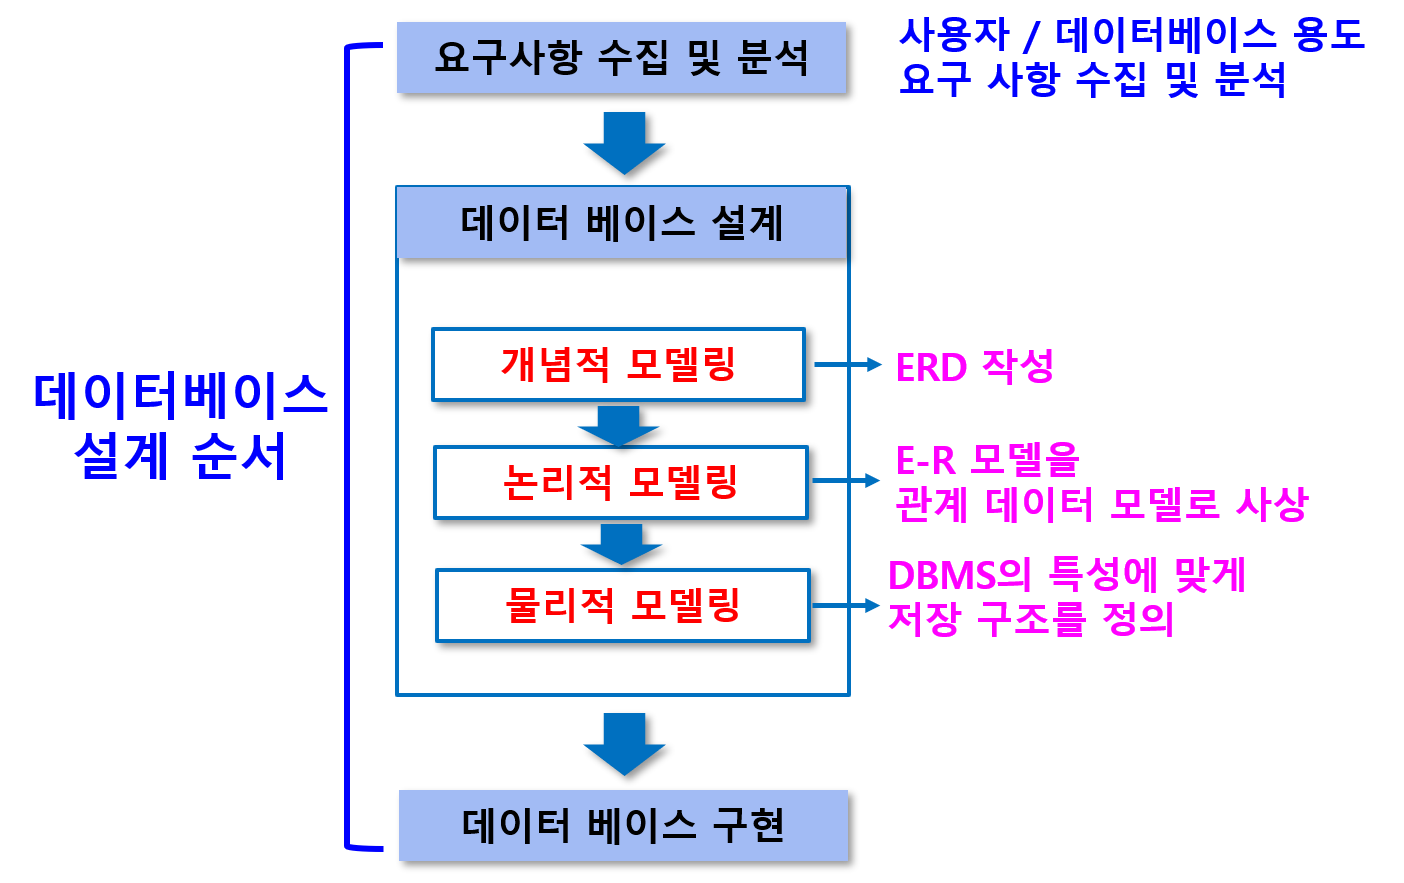 요구사항 수집 및 분석
사용자 / 데이터베이스 용도
요구 사항 수집 및 분석
데이터 베이스 설계
데이터베이스
설계 순서
개념적 모델링
ERD 작성
논리적 모델링
E-R 모델을
관계 데이터 모델로 사상
물리적 모델링
DBMS의 특성에 맞게
저장 구조를 정의
데이터 베이스 구현